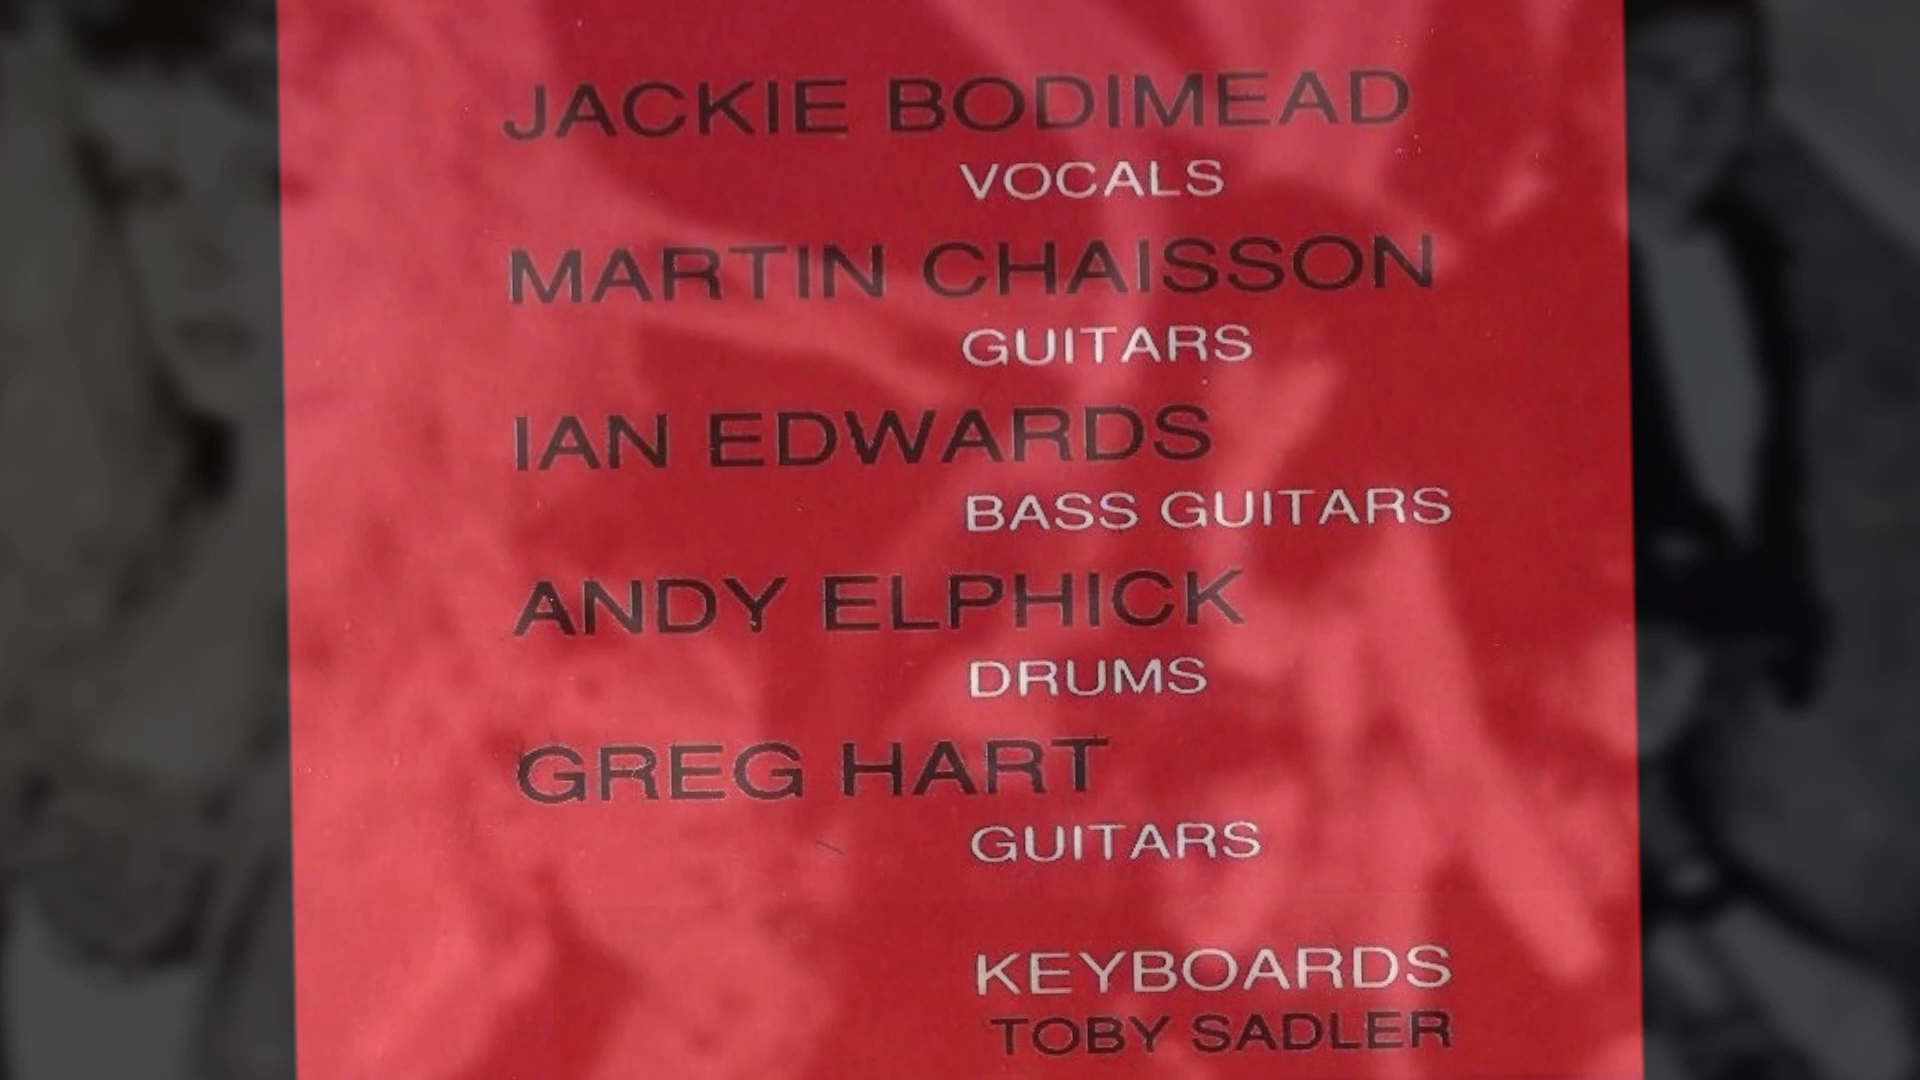 JACKIE BODIMEAD
VOCALS
MARTIN CHAISSON
GUITARS
IAN EDWARDS
BASS GUITARS
ANDY ELPHICK
DRUMS
GREG HART
GUITARS
KEYBOARDS
TOBY SADLER